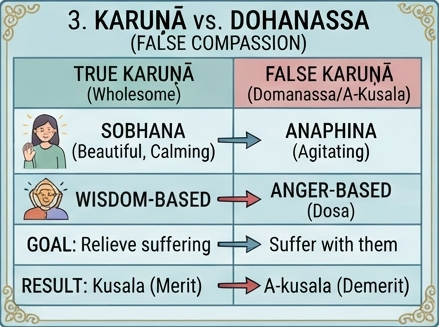 3. KARUṆĀ vs. DOHANASSA
(FALSE COMPASSION)
TRUE KARUṆĀ
(Wholesome)
FALSE KARUṆĀ
(Domanassa/A-Kusala)
SOBHANA
(Beautiful, Calming)
ANAPHINA
(Agitating)
WISDOM-BASED
ANGER-BASED
(Dosa)
GOAL: Relieve suffering
Suffer with them
RESULT: Kusala (Merit)
A-kusala (Demerit)